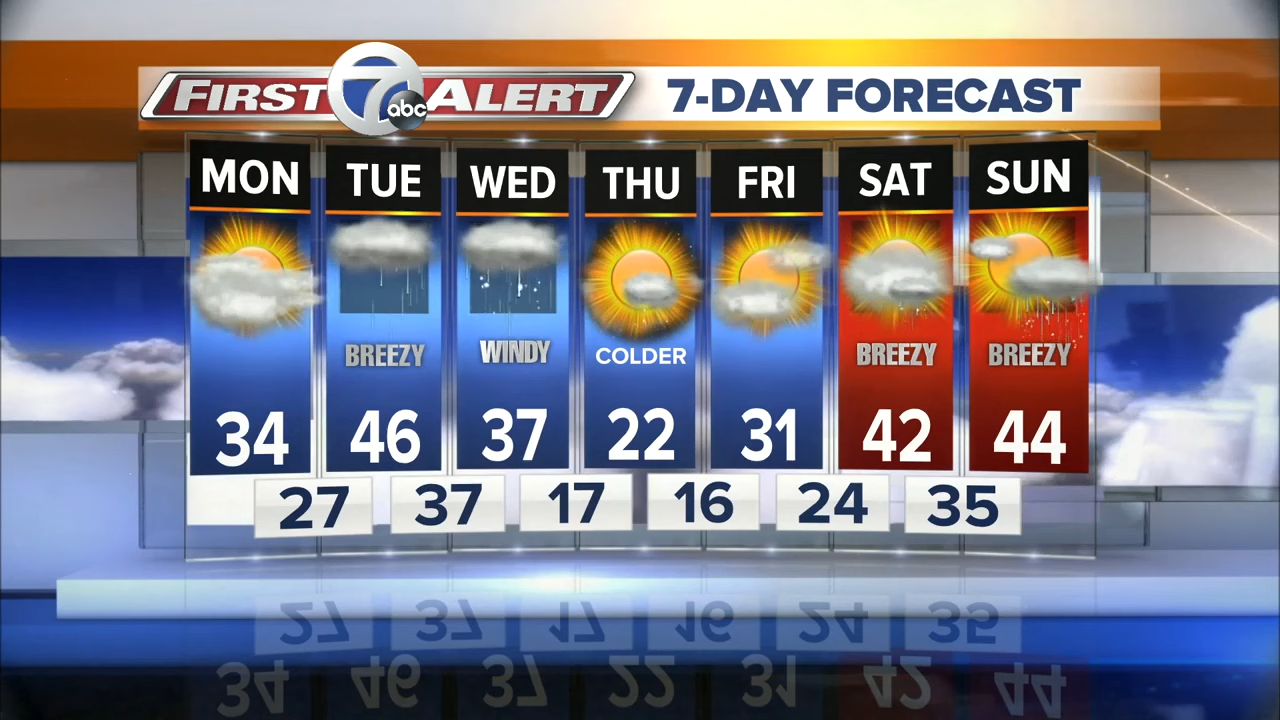 FIRST 7 abc ALERT 7-DAY FORECAST
MON TUE WED THU FRI SAT SUN
BREEZY WINDY COLDER BREEZY BREEZY
34 46 37 22 31 42 44
27 37 17 16 24 35